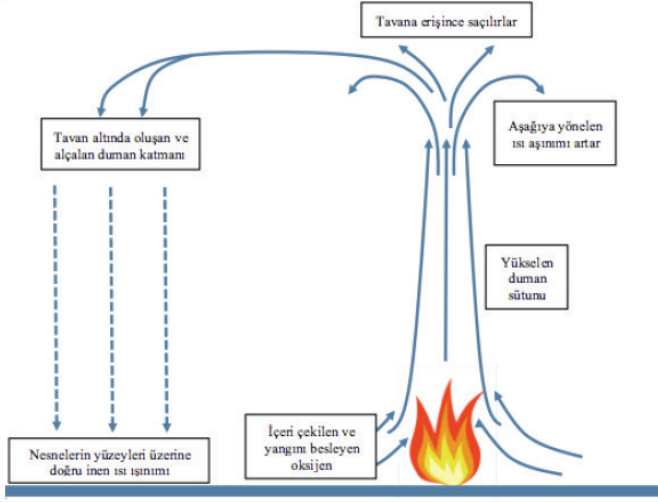 Tavana erişince saçılırlar
Tavan altında oluşan ve
alçalan duman katmanı
Aşağıya yönelen
ısı aşınımı artar
Yükselen
duman
sütunu
İçeri çekilen ve
yangını besleyen
oksijen
Nesnelerin yüzeyleri üzerine
doğru inen ısı ışınımı